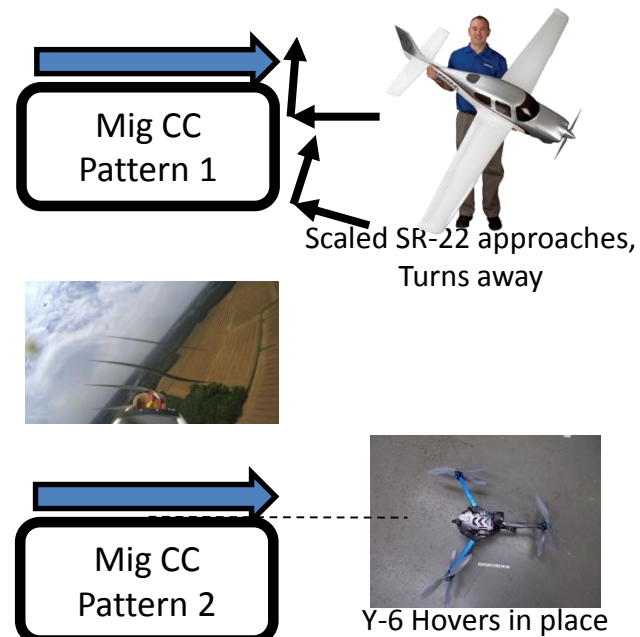 Mig CC
Pattern 1
Scaled SR-22 approaches,
Turns away
Mig CC
Pattern 2
Y-6 Hovers in place